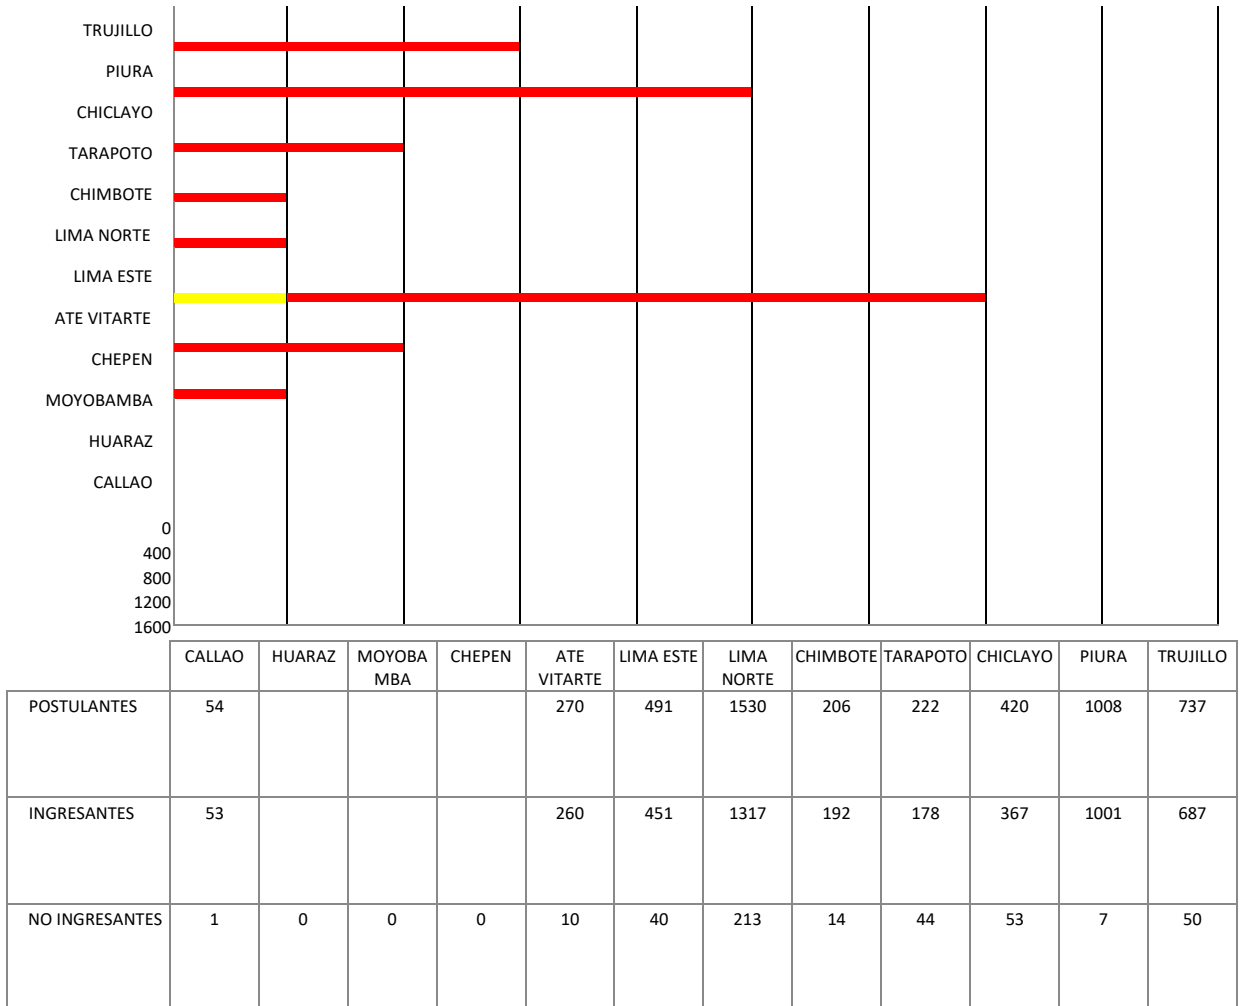 TRUJILLO
PIURA
CHICLAYO
TARAPOTO
CHIMBOTE
LIMA NORTE
LIMA ESTE
ATE VITARTE
CHEPEN
MOYOBAMBA
HUARAZ
CALLAO
0
400
800
1200
1600
CALLAO HUARAZ MOYOBA CHEPEN ATE LIMA ESTE LIMA CHIMBOTE TARAPOTO CHICLAYO PIURA TRUJILLO
MBA VITARTE NORTE
POSTULANTES 54 270 491 1530 206 222 420 1008 737
INGRESANTES 53 260 451 1317 192 178 367 1001 687
NO INGRESANTES 1 0 0 0 10 40 213 14 44 53 7 50